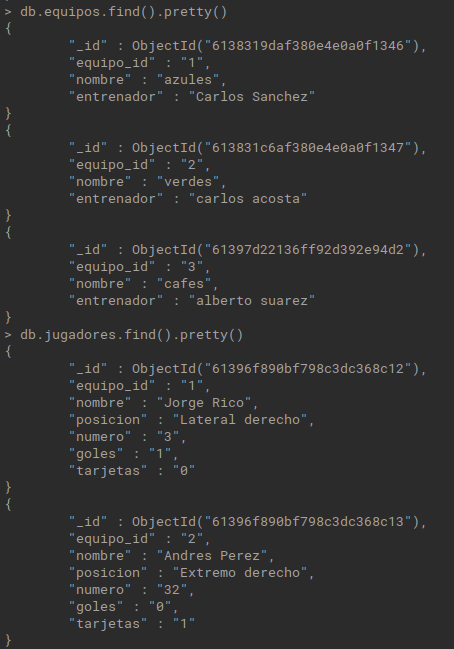 > db.equipos.find().pretty()
{
"_id" : ObjectId("6138319daf380e4e0a0f1346"),
"equipo_id" : "1",
"nombre" : "azules",
"entrenador" : "Carlos Sanchez"
}
{
"_id" : ObjectId("613831c6af380e4e0a0f1347"),
"equipo_id" : "2",
"nombre" : "verdes",
"entrenador" : "carlos acosta"
}
{
"_id" : ObjectId("61397d22136ff92d392e94d2"),
"equipo_id" : "3",
"nombre" : "cafes",
"entrenador" : "alberto suarez"
}
> db.jugadores.find().pretty()
{
"_id" : ObjectId("61396f890bf798c3dc368c12"),
"equipo_id" : "1",
"nombre" : "Jorge Rico",
"posicion" : "Lateral derecho",
"numero" : "3",
"goles" : "1",
"tarjetas" : "0"
}
{
"_id" : ObjectId("61396f890bf798c3dc368c13"),
"equipo_id" : "2",
"nombre" : "Andres Perez",
"posicion" : "Extremo derecho",
"numero" : "32",
"goles" : "0",
"tarjetas" : "1"
}